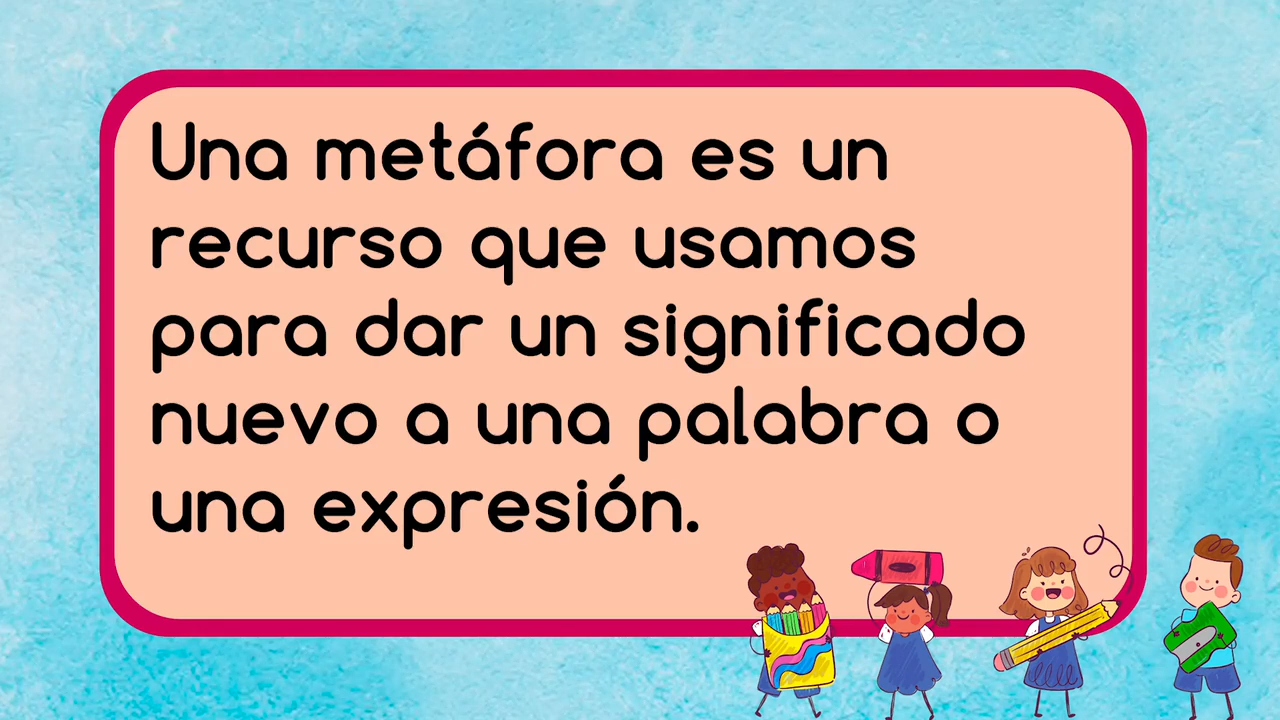 Una metáfora es un
recurso que usamos
para dar un significado
nuevo a una palabra o
una expresión.